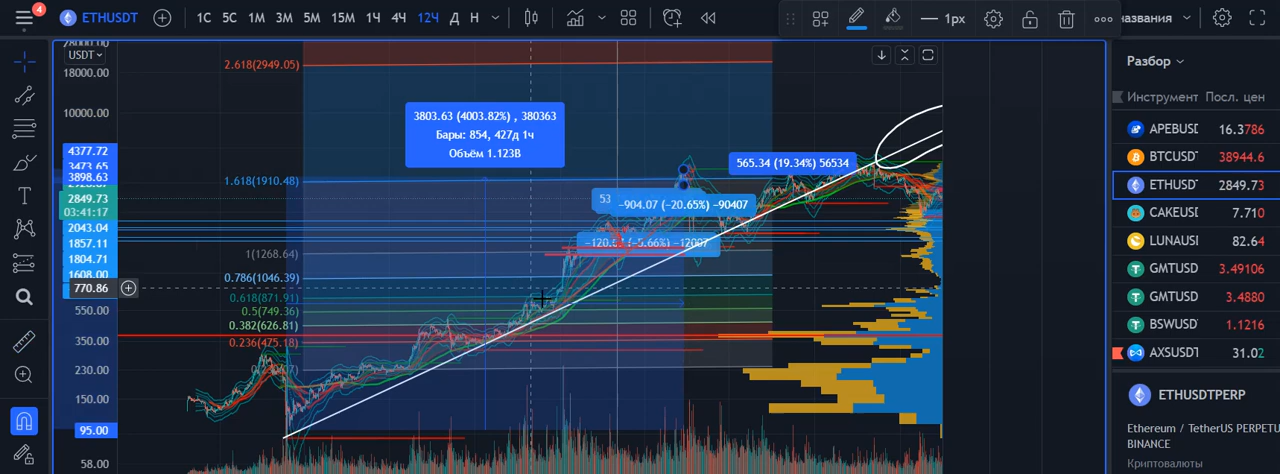 4
ETHUSDT
1С 5С 1М 3М 5М 15М 1Ч 4Ч 12Ч Д Н
1px
названия
USDT
28000.00
18000.00
10000.00
4377.72
3473.65
3898.63
2849.73
03:41:17
2043.04
1857.11
1804.71
1608.00
770.86
550.00
350.00
230.00
150.00
95.00
58.00
2.618(2949.05)
1.618(1910.48)
1(1268.64)
0.786(1046.39)
0.618(871.91)
0.5(749.36)
0.382(626.81)
0.236(475.18)
3803.63 (4003.82%) , 380363
Бары: 854, 427д 1ч
Объём 1.123B
565.34 (19.34%) 56534
53
−904.07 (−20.65%) −90407
(−5.66%) −12007
Разбор
Инструмент Посл. цен
APEBUSD 16.3786
BTCUSDT 38944.6
ETHUSDT 2849.73
CAKEUSD 7.710
LUNAUSD 82.64
GMTUSD 3.49106
GMTUSD 3.4880
BSWUSDT 1.1216
AXSUSDT 31.02
ETHUSDTPERP
Ethereum / TetherUS PERPETU
BINANCE
Криптовалюты